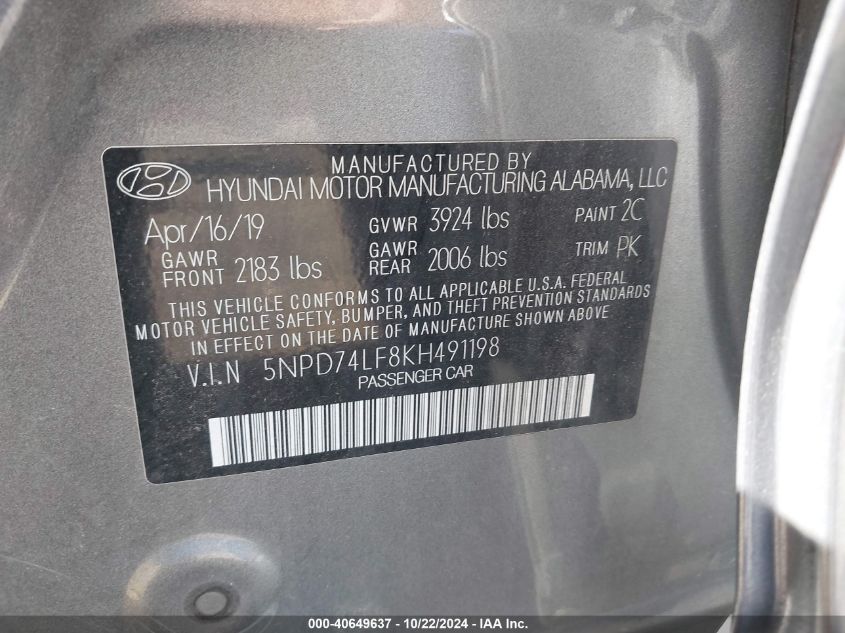 MANUFACTURED BY
HYUNDAI MOTOR MANUFACTURING ALABAMA, LLC
Apr/16/19 GVWR 3924 lbs PAINT 2C
GAWR FRONT 2183 lbs GAWR REAR 2006 lbs TRIM PK
THIS VEHICLE CONFORMS TO ALL APPLICABLE U.S.A. FEDERAL
MOTOR VEHICLE SAFETY, BUMPER, AND THEFT PREVENTION STANDARDS
IN EFFECT ON THE DATE OF MANUFACTURE SHOWN ABOVE
V.I.N 5NPD74LF8KH491198
PASSENGER CAR
000-40649637 - 10/22/2024 - IAA Inc.